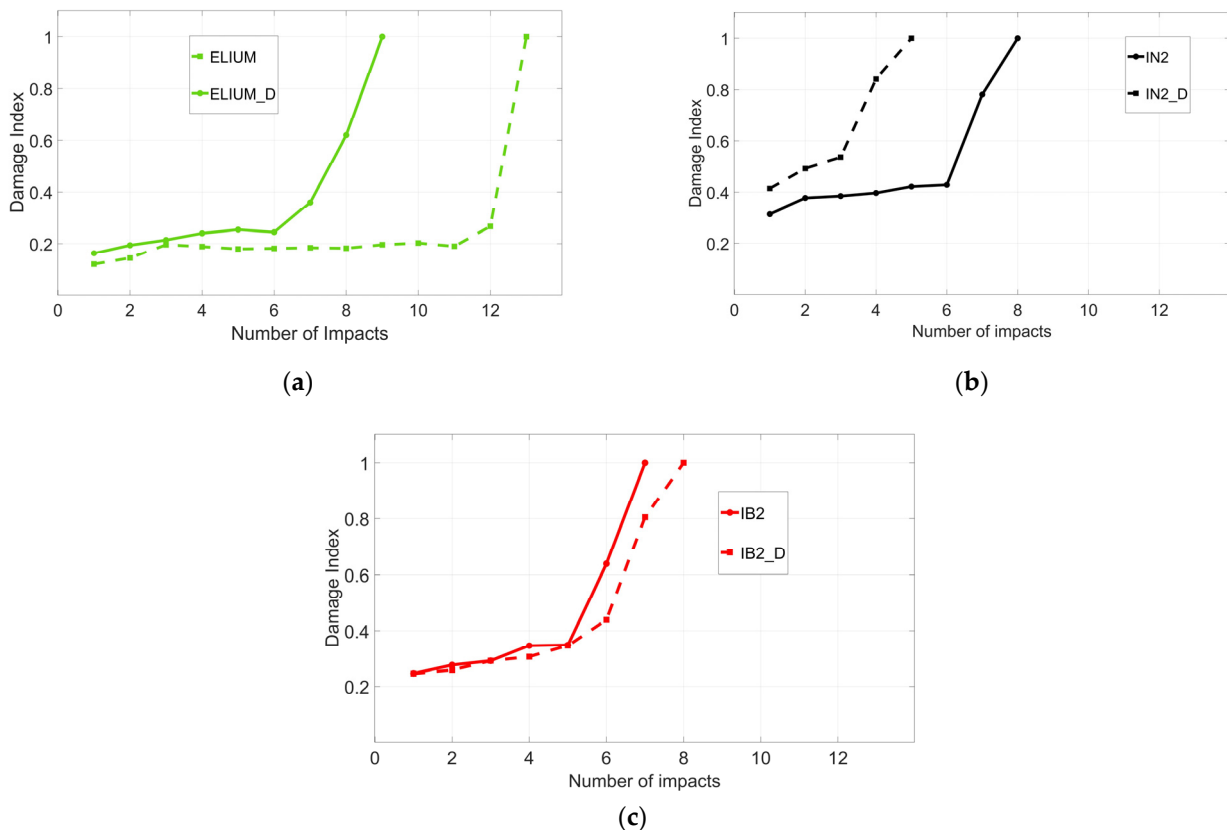 1
0.8
0.6
0.4
0.2
Damage Index
ELIUM
ELIUM_D
0 2 4 6 8 10 12
Number of Impacts
(a)
1
0.8
0.6
0.4
0.2
Damage Index
IN2
IN2_D
0 2 4 6 8 10 12
Number of impacts
(b)
1
0.8
0.6
0.4
0.2
Damage Index
IB2
IB2_D
0 2 4 6 8 10 12
Number of impacts
(c)